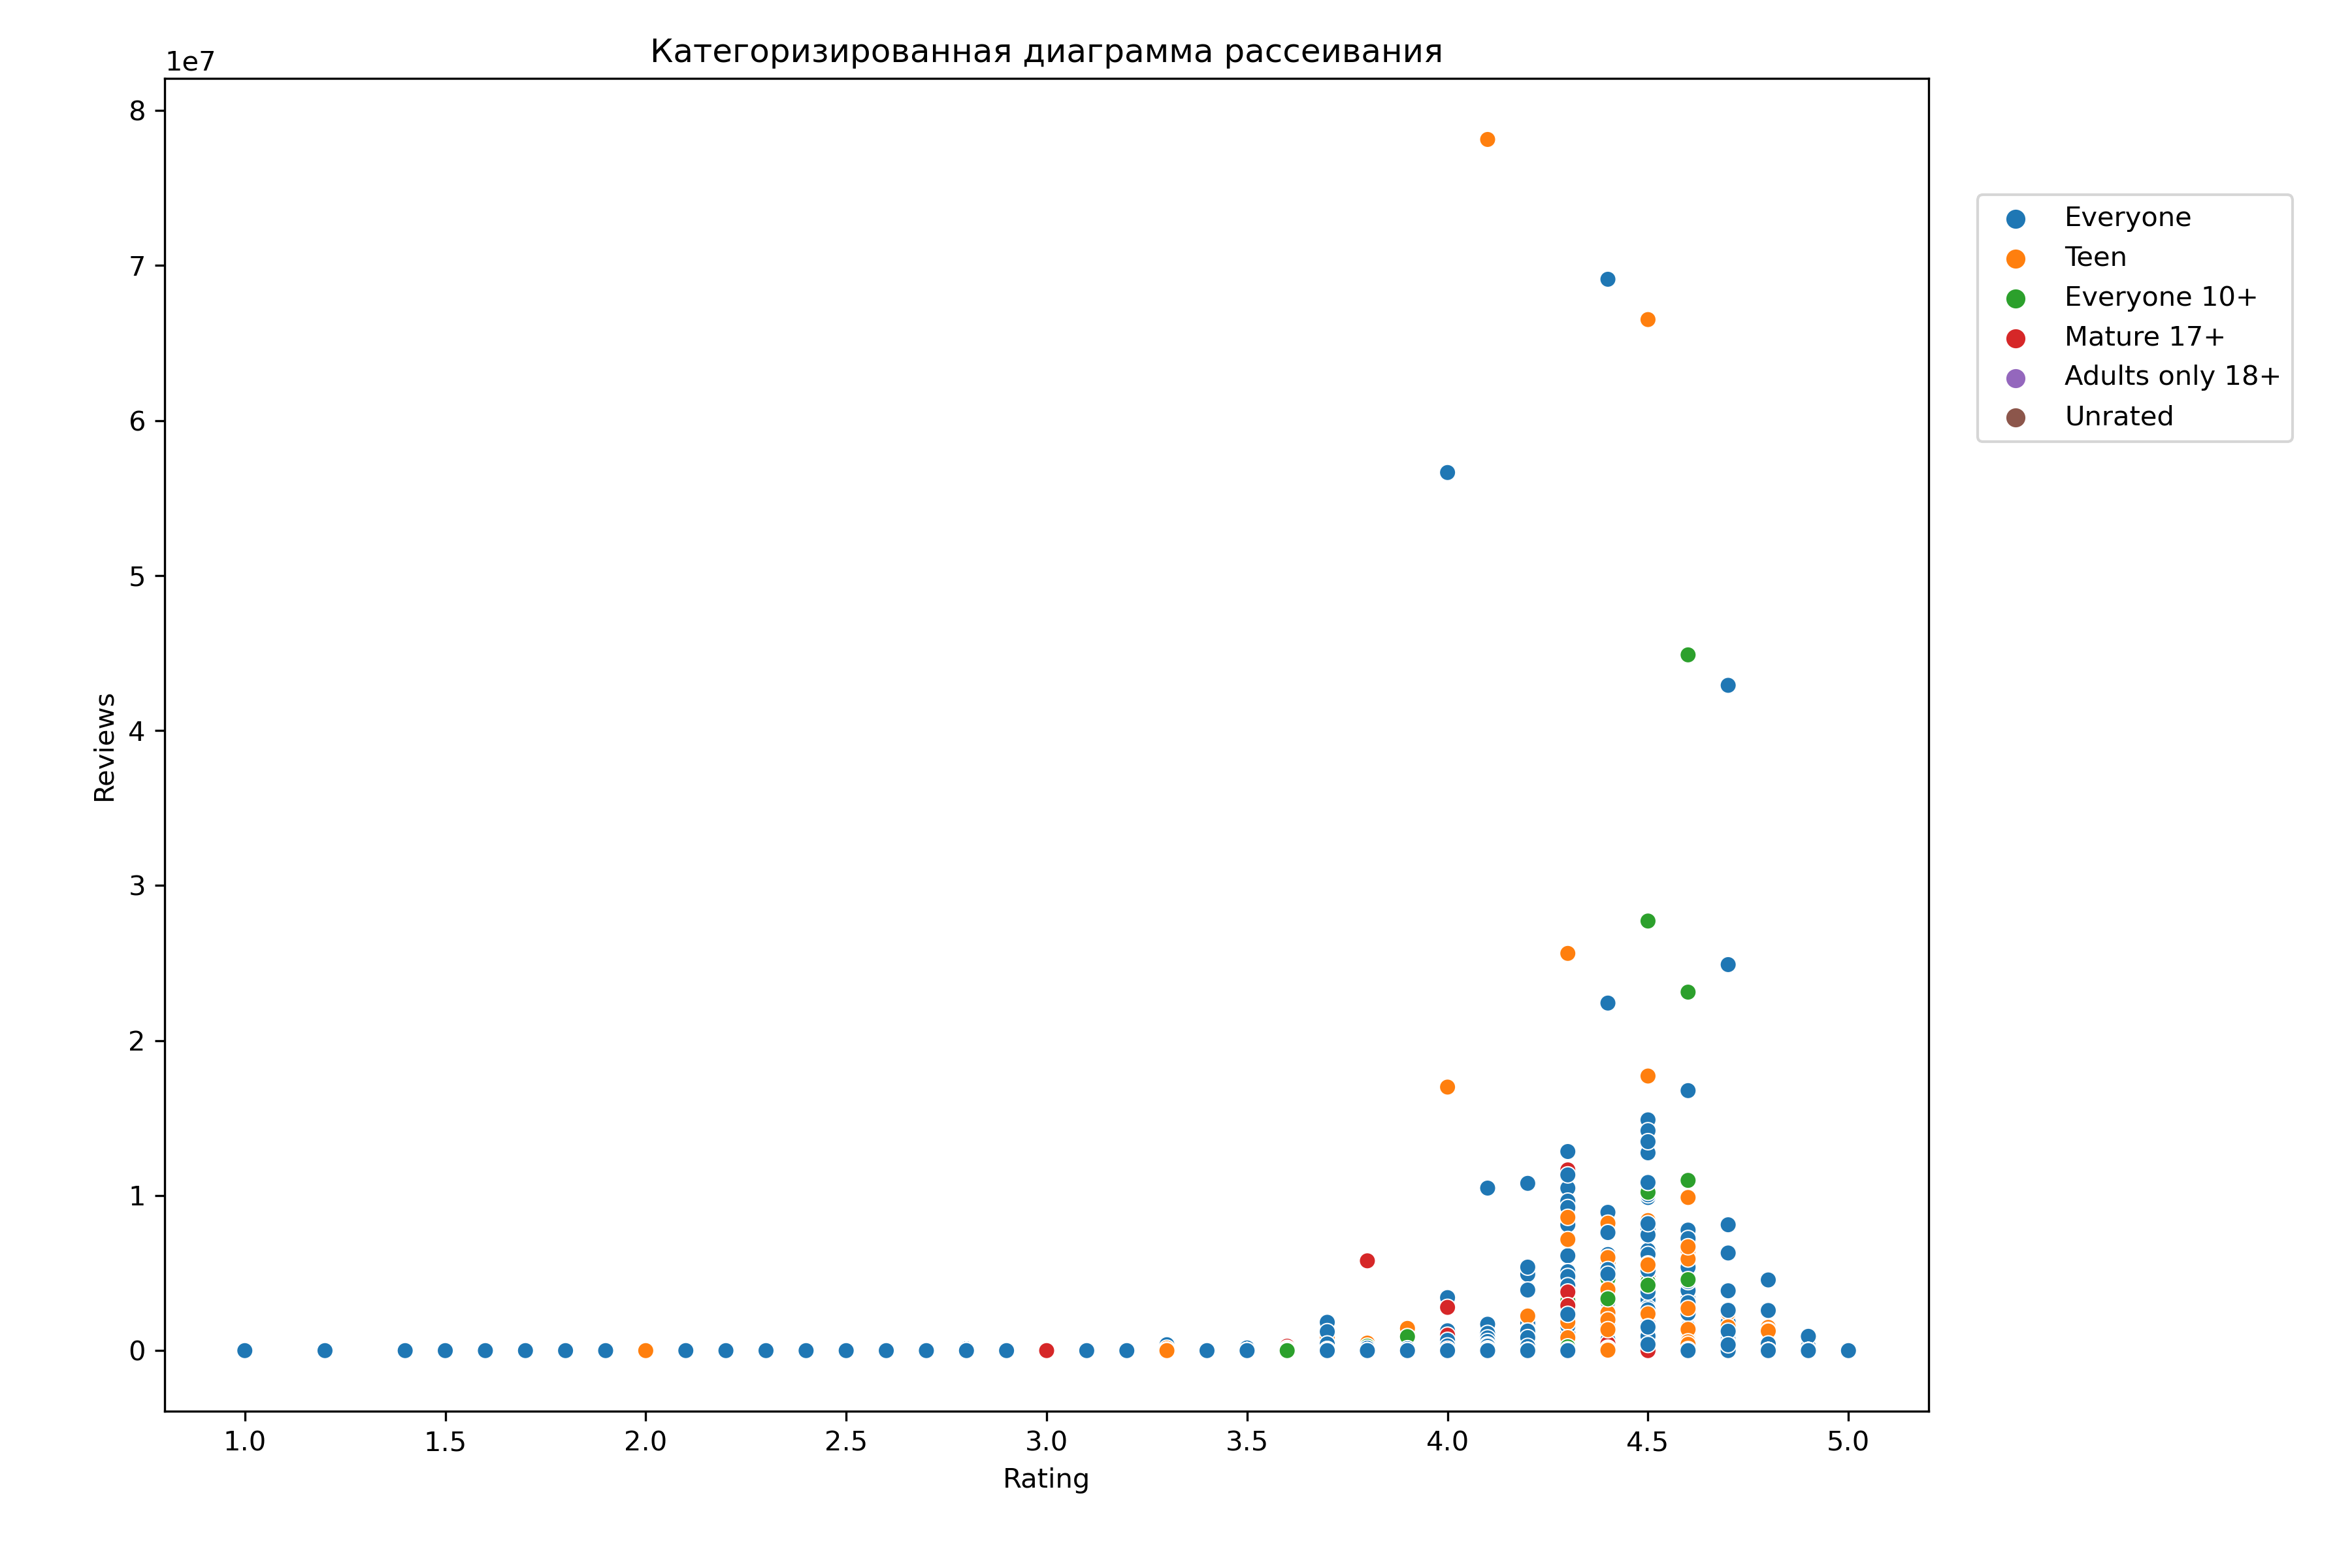 Категоризированная диаграмма рассеивания
1e7
8
7
6
5
4
3
2
1
0
Reviews
1.0 1.5 2.0 2.5 3.0 3.5 4.0 4.5 5.0
Rating
Everyone
Teen
Everyone 10+
Mature 17+
Adults only 18+
Unrated